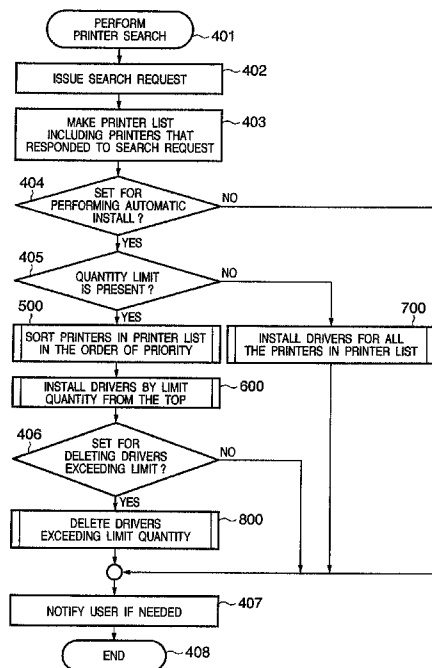 PERFORM
PRINTER SEARCH
401
ISSUE SEARCH REQUEST
402
MAKE PRINTER LIST
INCLUDING PRINTERS THAT
RESPONDED TO SEARCH REQUEST
403
404
SET FOR
PERFORMING AUTOMATIC
INSTALL ?
NO
YES
405
QUANTITY LIMIT
IS PRESENT ?
NO
YES
500
SORT PRINTERS IN PRINTER LIST
IN THE ORDER OF PRIORITY
700
INSTALL DRIVERS FOR ALL
THE PRINTERS IN PRINTER LIST
INSTALL DRIVERS BY LIMIT
QUANTITY FROM THE TOP
600
406
SET FOR
DELETING DRIVERS
EXCEEDING LIMIT ?
NO
YES
DELETE DRIVERS
EXCEEDING LIMIT QUANTITY
800
NOTIFY USER IF NEEDED
407
END
408